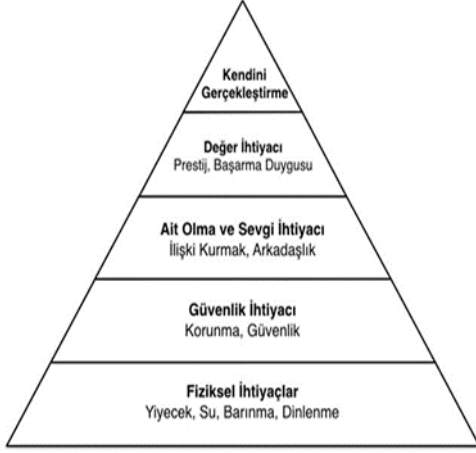 Kendini
Gerçekleştirme
Değer İhtiyacı
Prestij, Başarma Duygusu
Ait Olma ve Sevgi İhtiyacı
İlişki Kurmak, Arkadaşlık
Güvenlik İhtiyacı
Korunma, Güvenlik
Fiziksel İhtiyaçlar
Yiyecek, Su, Barınma, Dinlenme